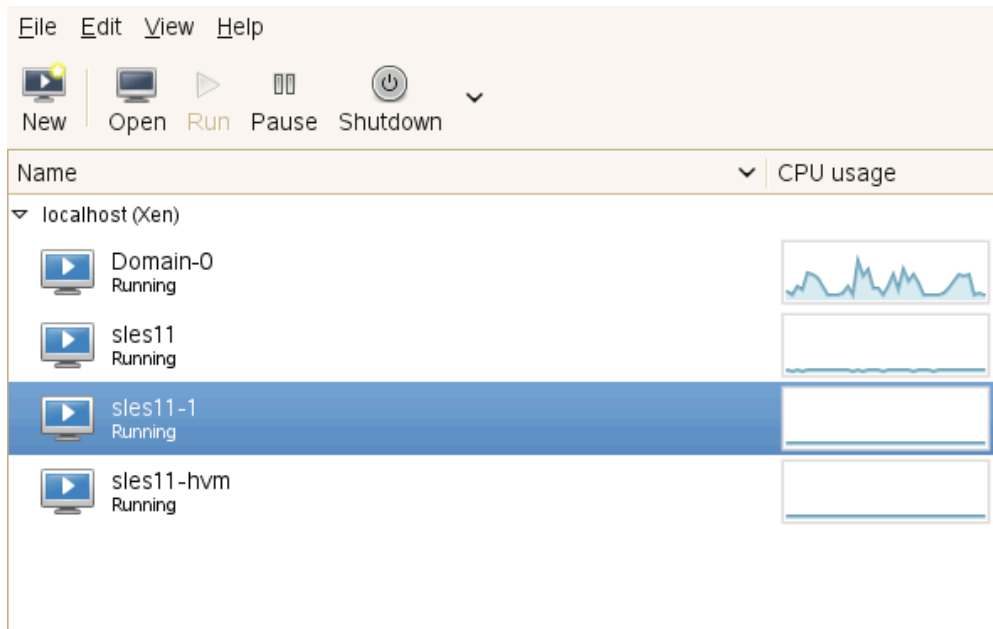 File Edit View Help
New Open Run Pause Shutdown
Name CPU usage
localhost (Xen)
Domain-0
Running
sles11
Running
sles11-1
Running
sles11-hvm
Running